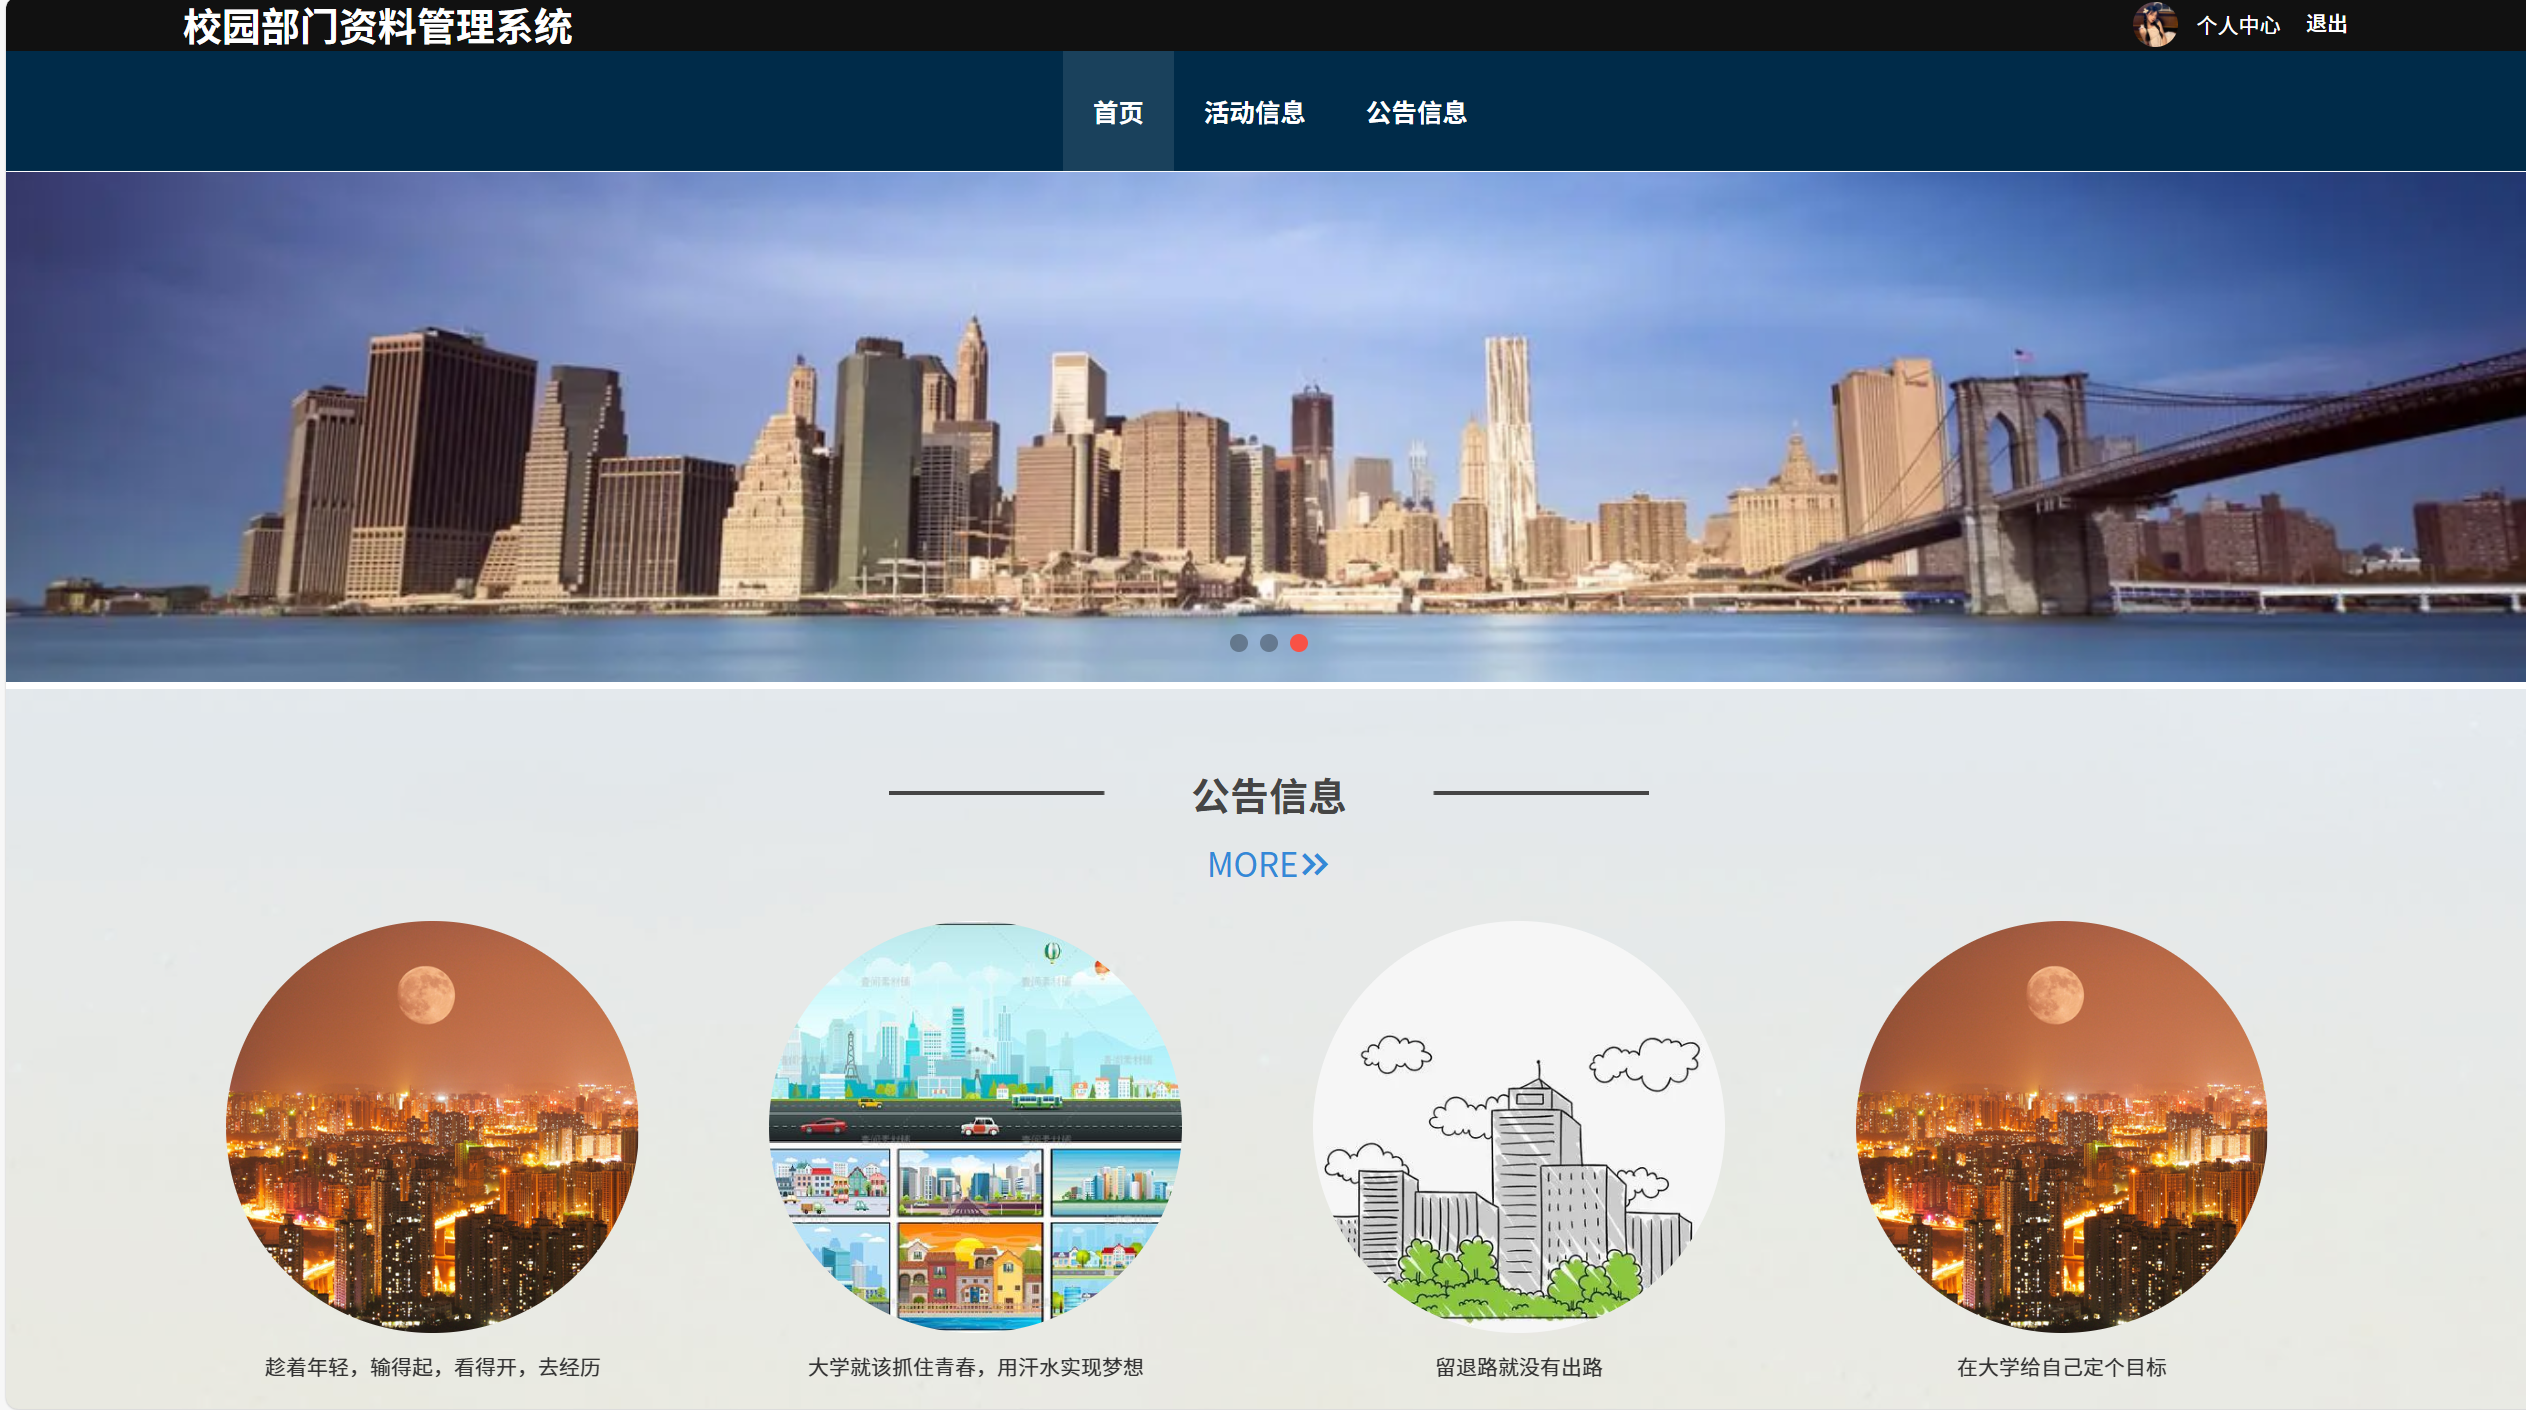 校园部门资料管理系统
个人中心 退出
首页 活动信息 公告信息
公告信息
MORE
趁着年轻，输得起，看得开，去经历
大学就该抓住青春，用汗水实现梦想
留退路就没有出路
在大学给自己定个目标